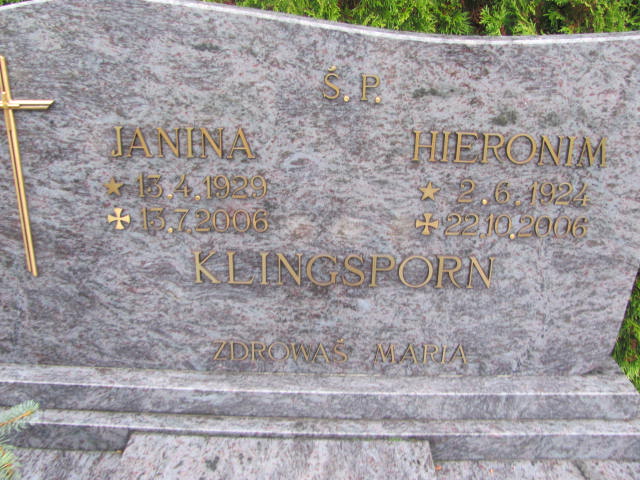 Ś. P.
JANINA HIERONIM
★ 13.4.1929 ★ 2.6.1924
✠ 13.7.2006 ✠ 22.10.2006
KLINGSPORN
ZDROWAŚ MARIA